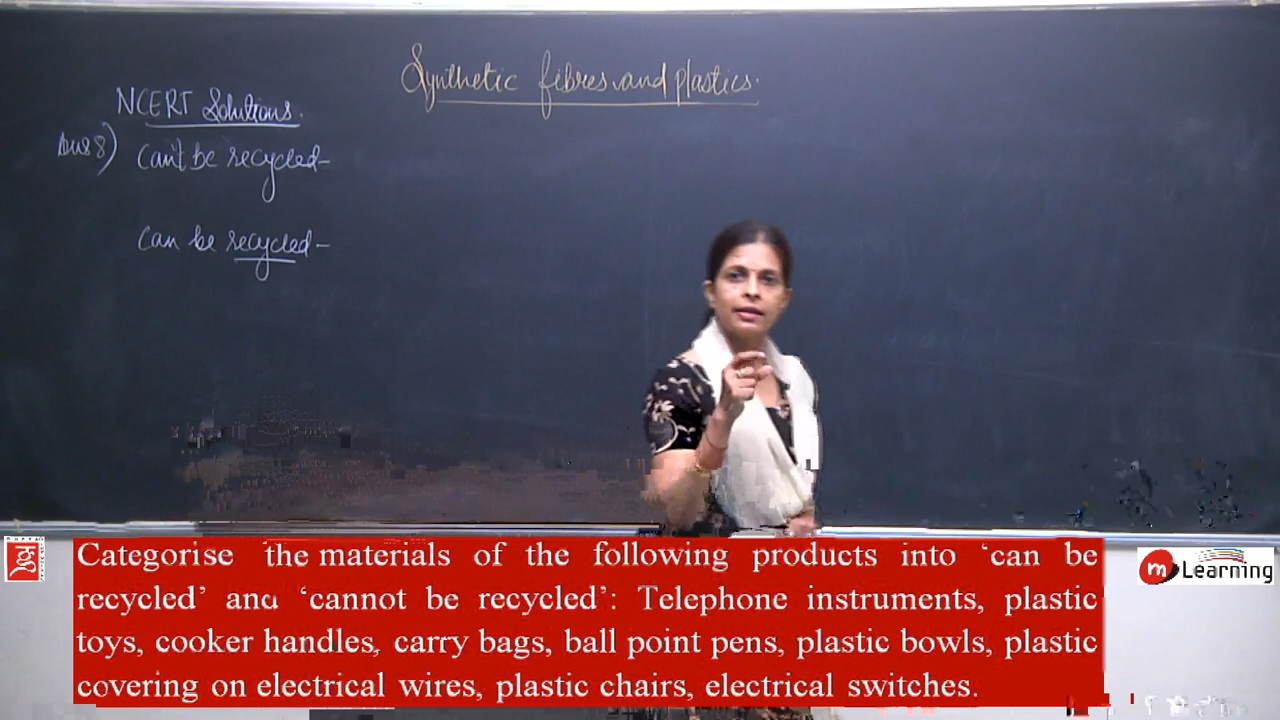 Synthetic fibres and plastics.
NCERT Solutions.
Ans 8) Can't be recycled-
Can be recycled-
Categorise the materials of the following products into ‘can be
recycled’ and ‘cannot be recycled’: Telephone instruments, plastic
toys, cooker handles, carry bags, ball point pens, plastic bowls, plastic
covering on electrical wires, plastic chairs, electrical switches.
m Learning